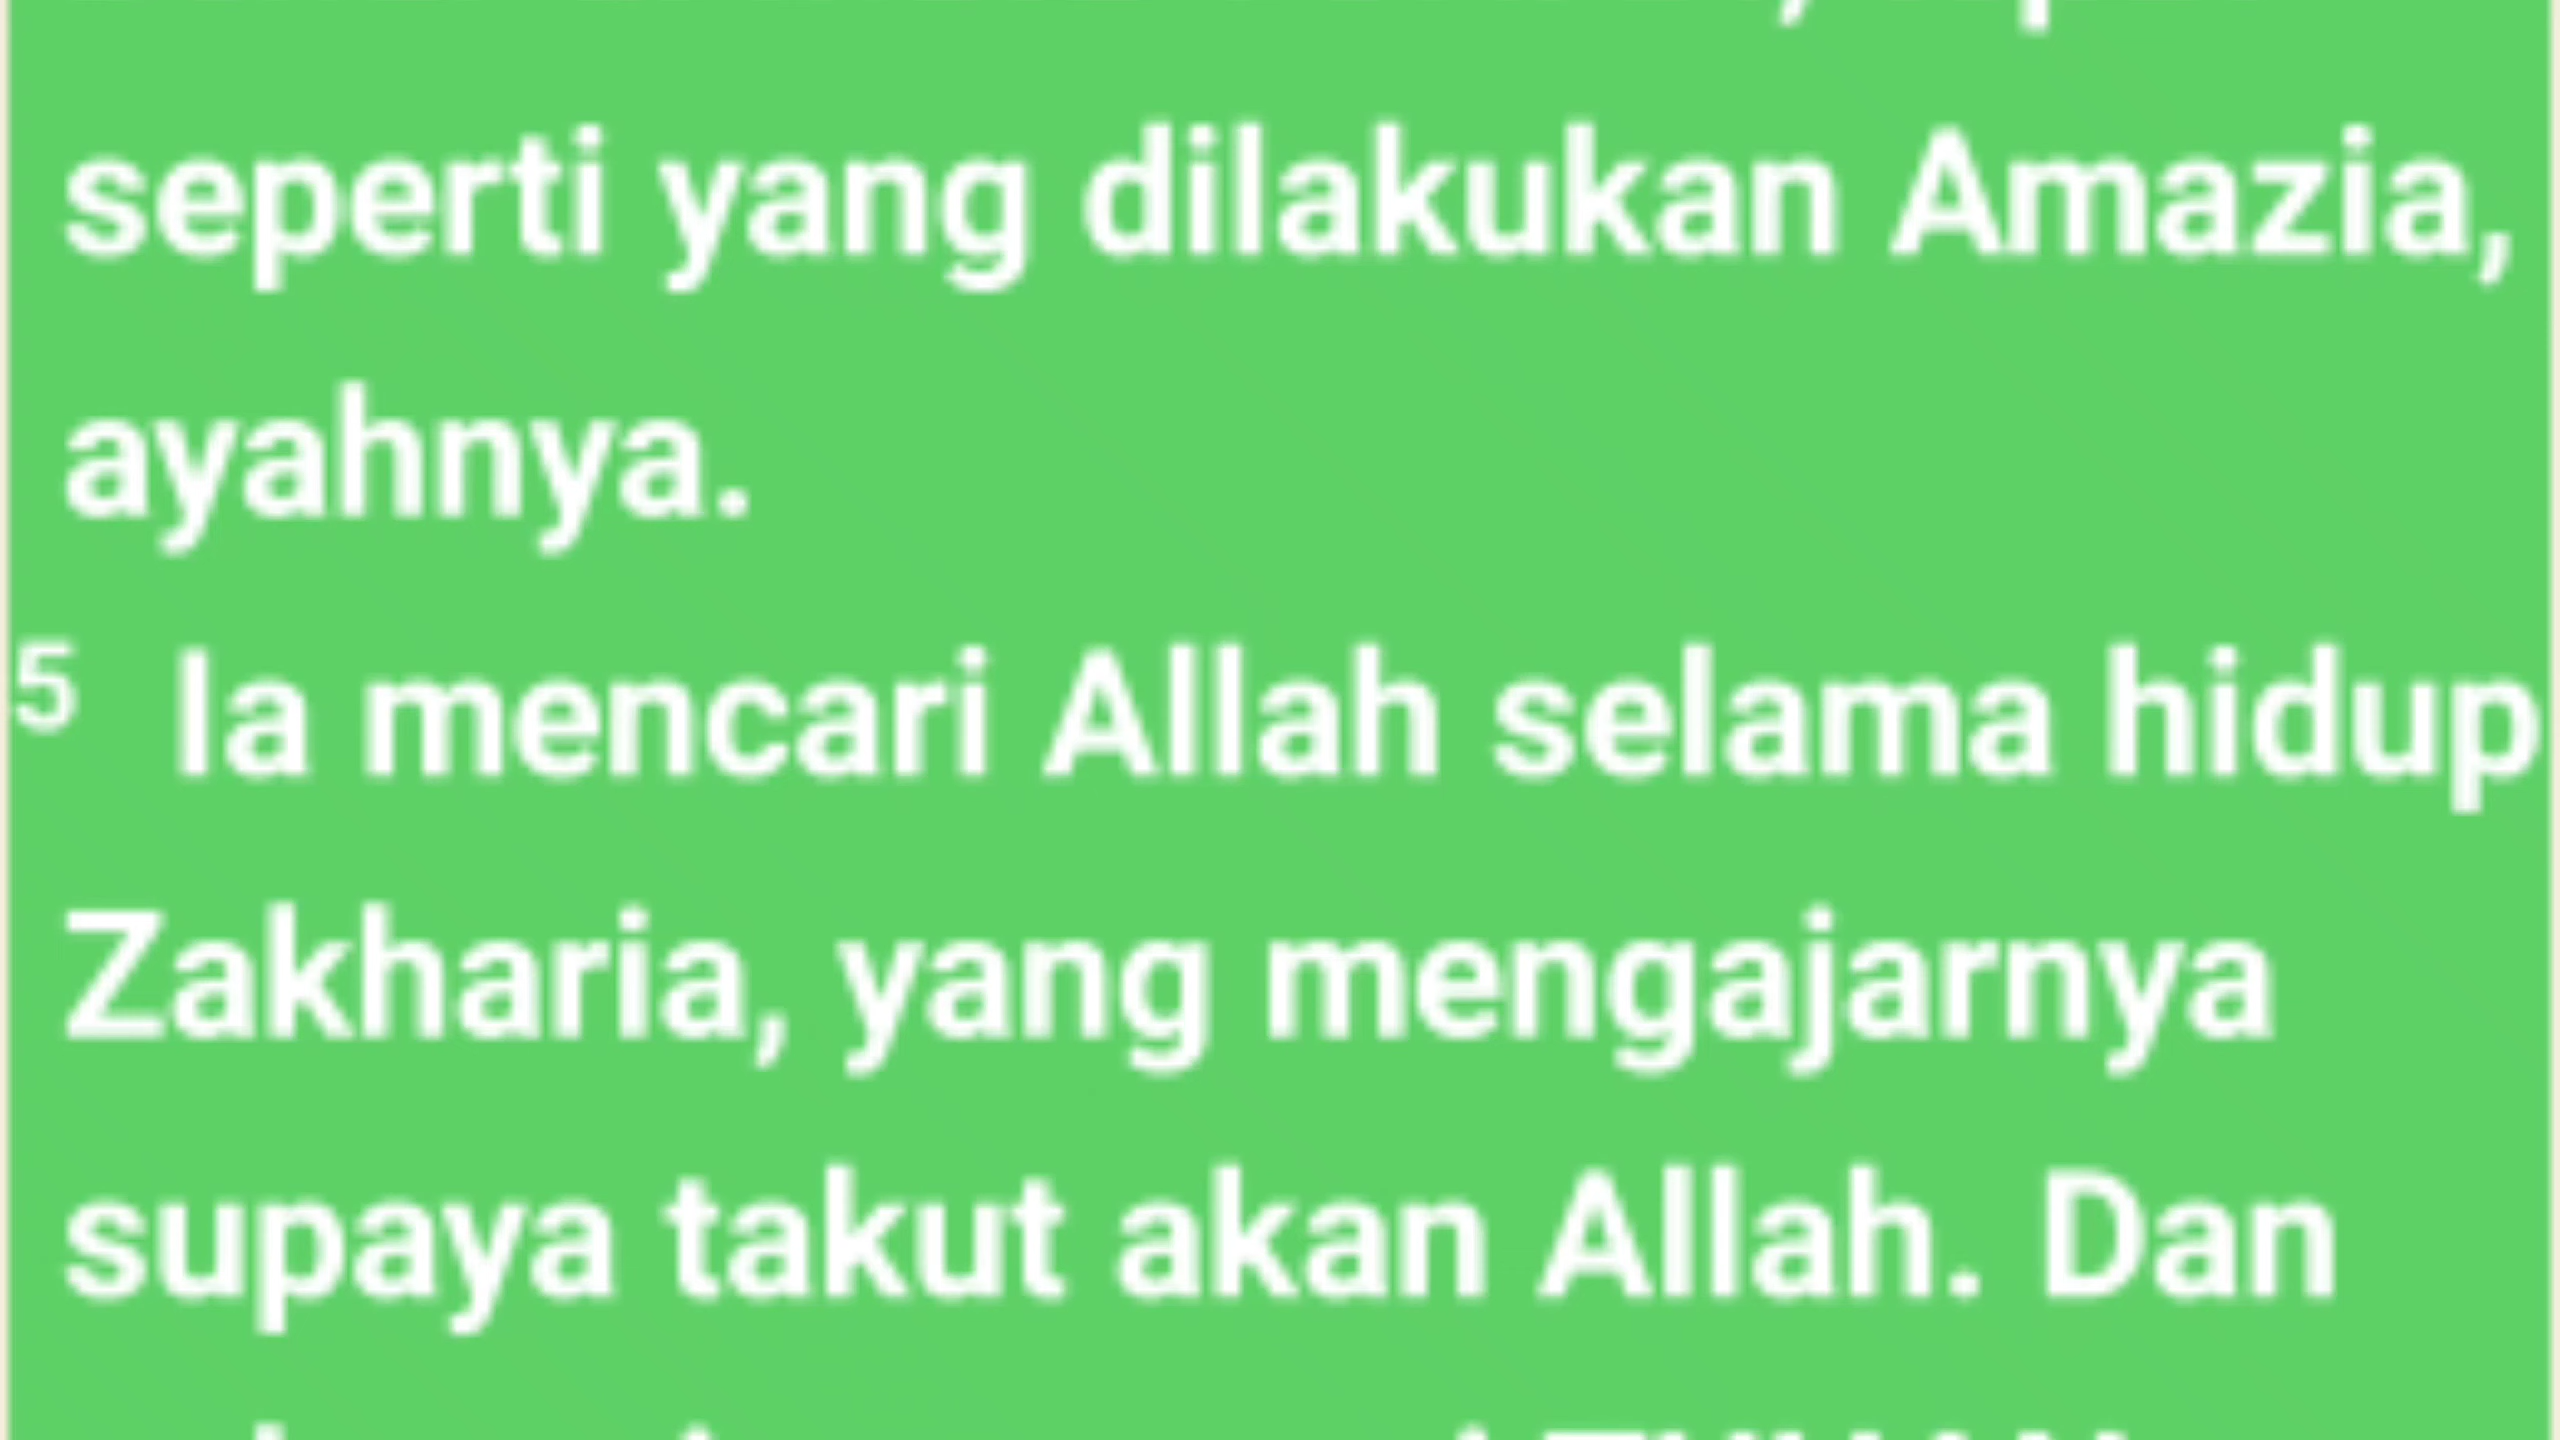 seperti yang dilakukan Amazia,
ayahnya.
5 Ia mencari Allah selama hidup
Zakharia, yang mengajarnya
supaya takut akan Allah. Dan